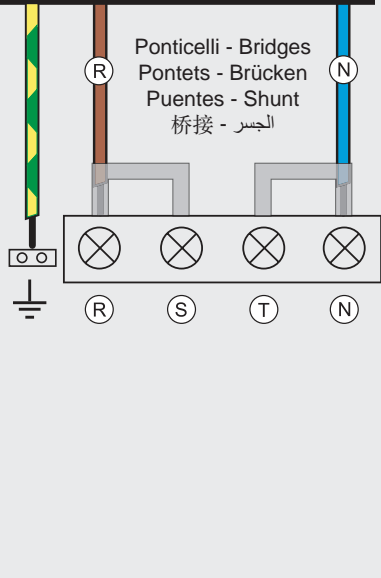 Ponticelli - Bridges
Pontets - Brücken
Puentes - Shunt
桥接 - الجسر
R
N
R
S
T
N